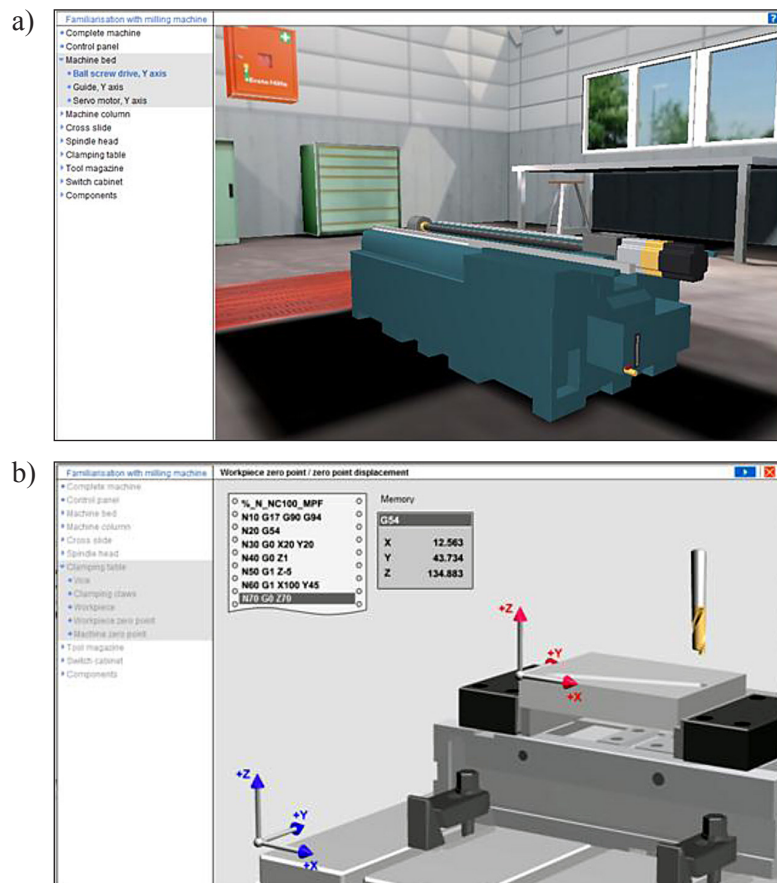 a)
Familiarisation with milling machine
?
Complete machine
Control panel
Machine bed
Ball screw drive, Y axis
Guide, Y axis
Servo motor, Y axis
Machine column
Cross slide
Spindle head
Clamping table
Tool magazine
Switch cabinet
Components
Erste Hilfe
b)
Familiarisation with milling machine
Workpiece zero point / zero point displacement
Complete machine
Control panel
Machine bed
Machine column
Cross slide
Spindle head
Clamping table
Vice
Clamping claws
Workpiece
Workpiece zero point
Machine zero point
Tool magazine
Switch cabinet
Components
%_N_NC100_MPF
N10 G17 G90 G94
N20 G54
N30 G0 X20 Y20
N40 G0 Z1
N50 G1 Z-5
N60 G1 X100 Y45
N70 G0 Z70
Memory
G54
X 12.563
Y 43.734
Z 134.883
+Z
+Y
+X
+Z
+Y
+X